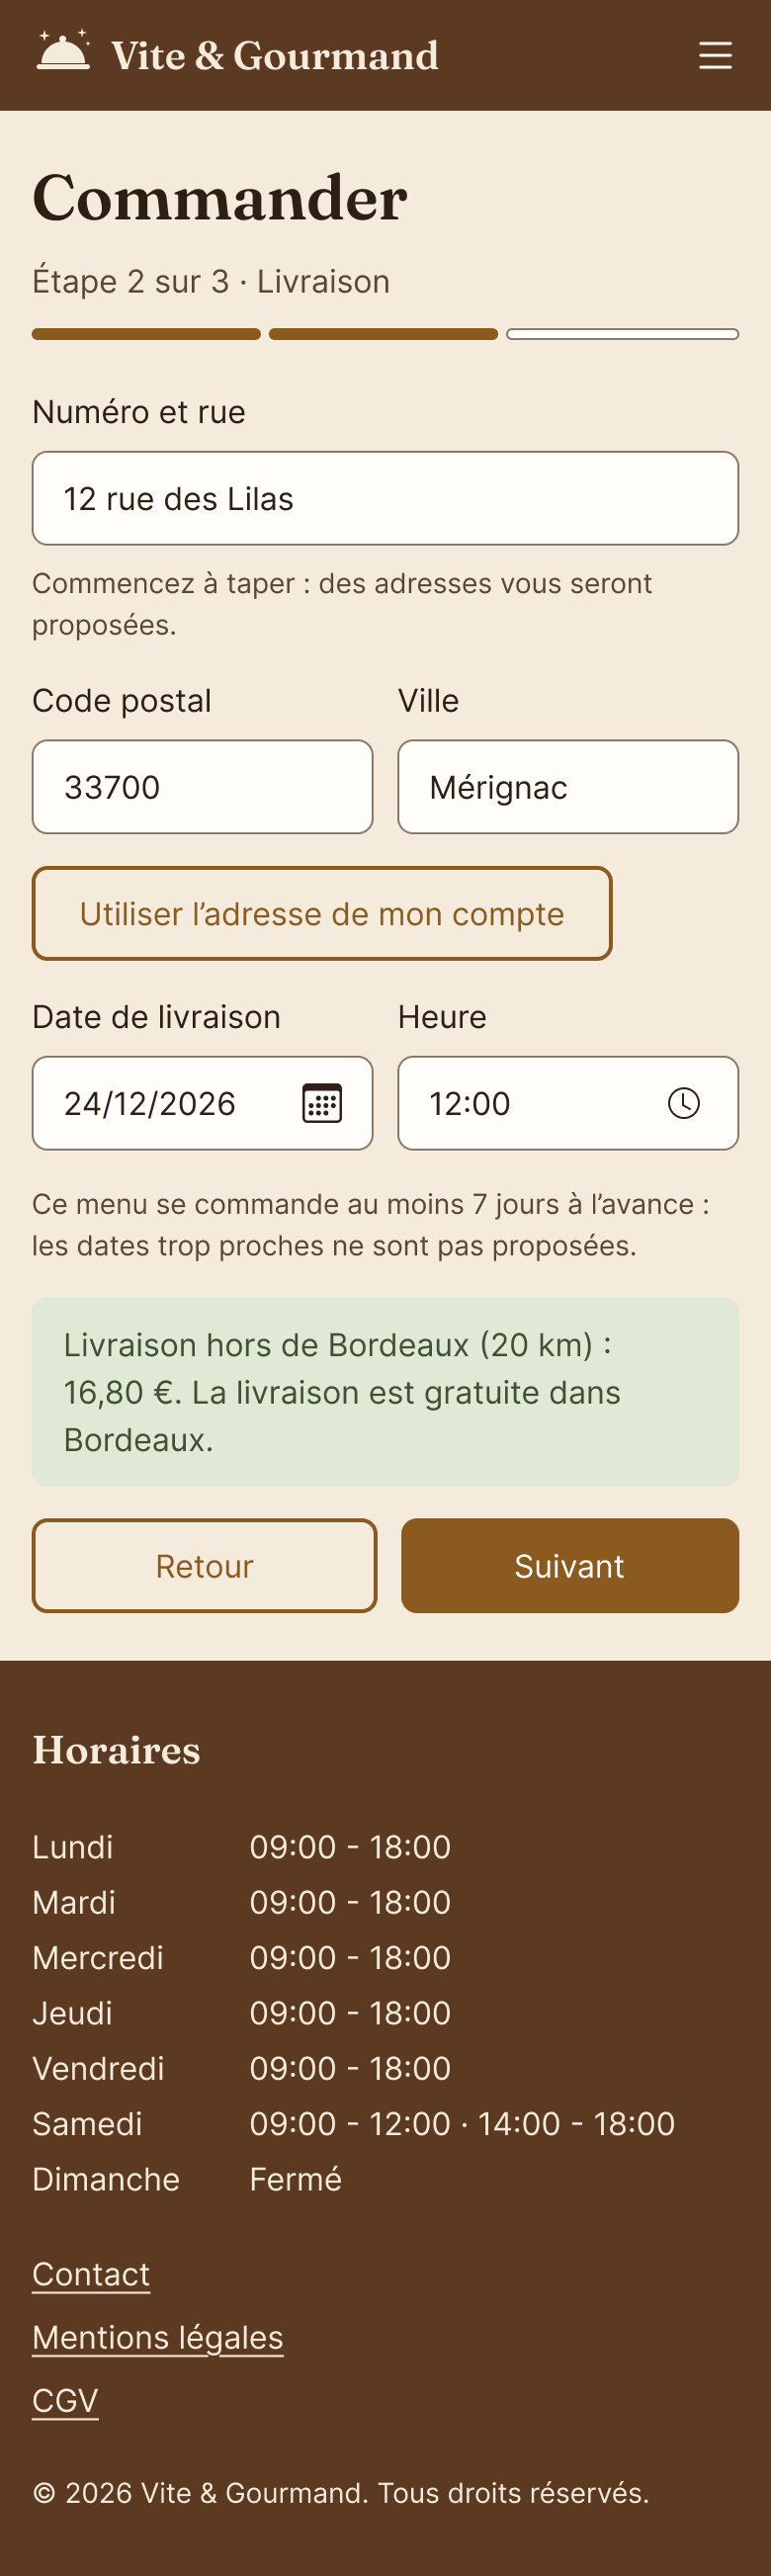 Vite & Gourmand
Commander
Étape 2 sur 3 · Livraison
Numéro et rue
12 rue des Lilas
Commencez à taper : des adresses vous seront
proposées.
Code postal
Ville
33700
Mérignac
Utiliser l’adresse de mon compte
Date de livraison
Heure
24/12/2026
12:00
Ce menu se commande au moins 7 jours à l’avance :
les dates trop proches ne sont pas proposées.
Livraison hors de Bordeaux (20 km) :
16,80 €. La livraison est gratuite dans
Bordeaux.
Retour
Suivant
Horaires
Lundi 09:00 - 18:00
Mardi 09:00 - 18:00
Mercredi 09:00 - 18:00
Jeudi 09:00 - 18:00
Vendredi 09:00 - 18:00
Samedi 09:00 - 12:00 · 14:00 - 18:00
Dimanche Fermé
Contact
Mentions légales
CGV
© 2026 Vite & Gourmand. Tous droits réservés.